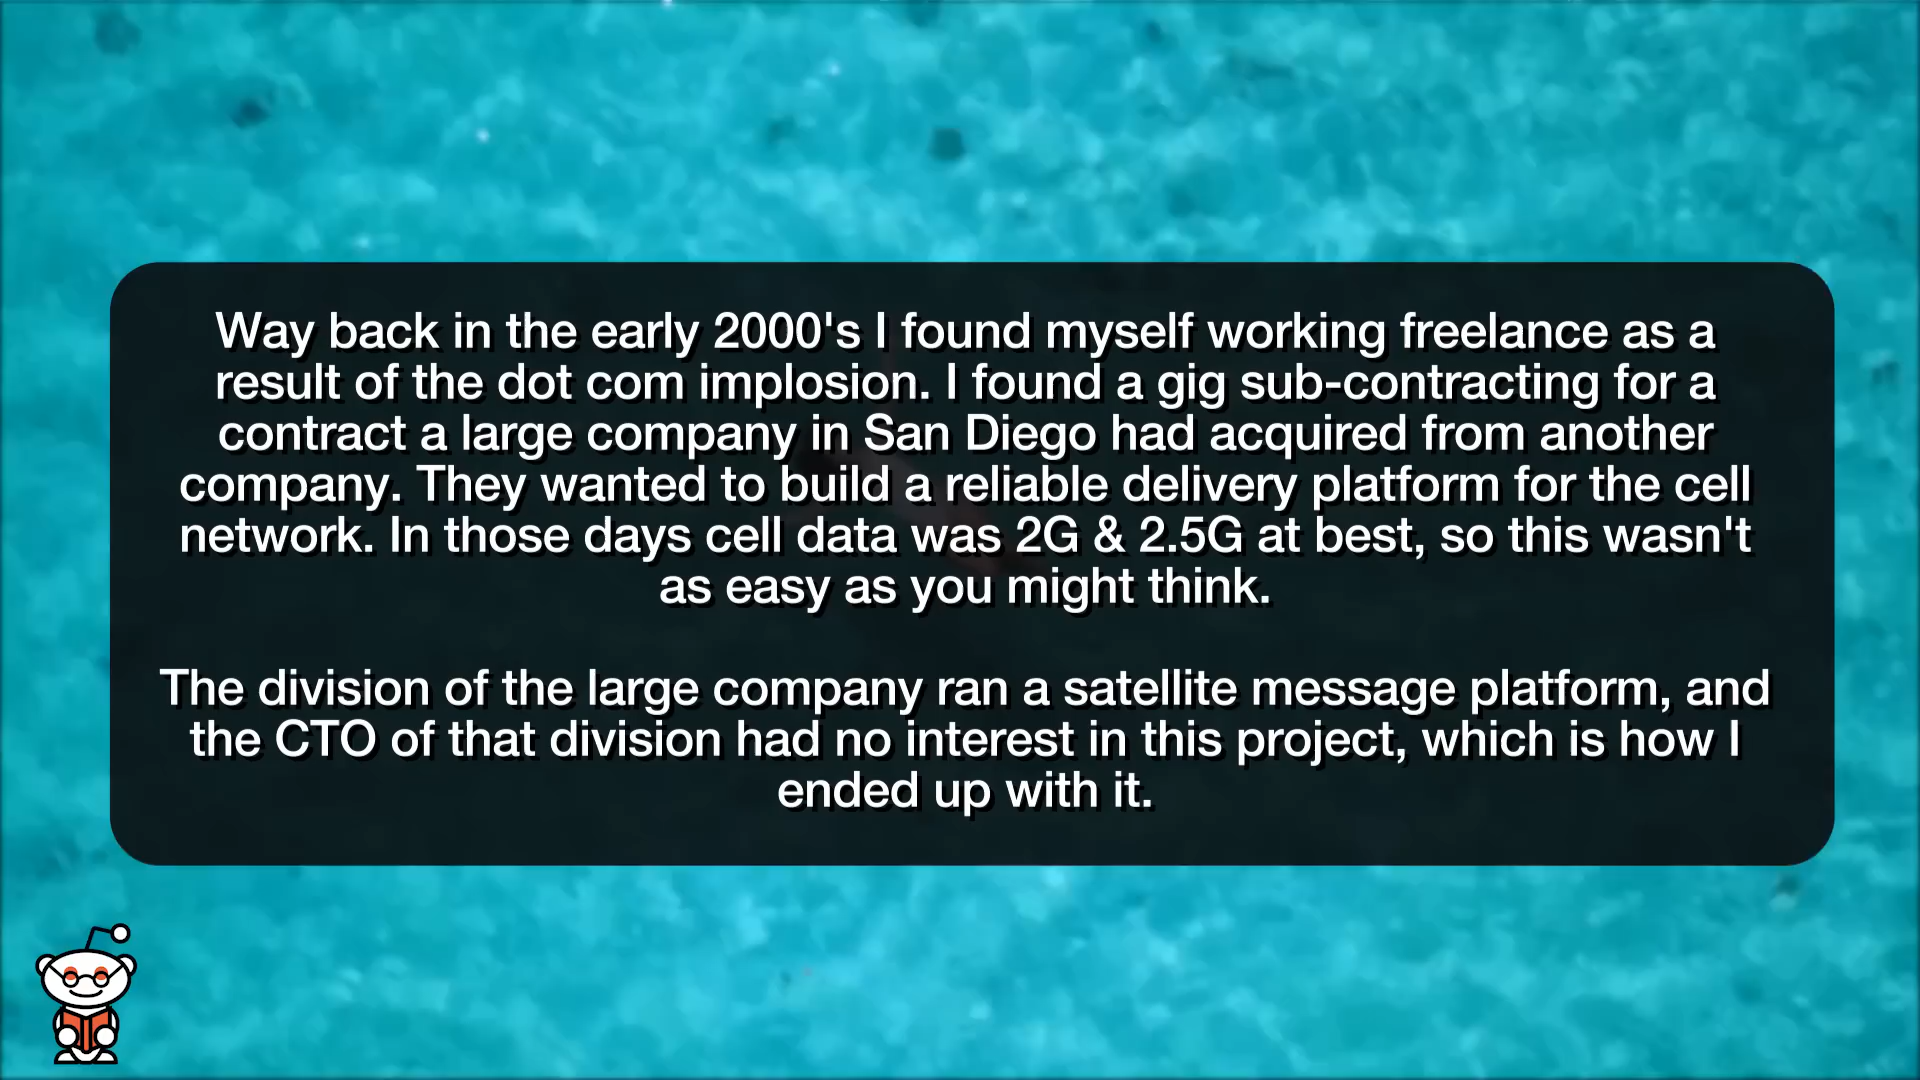 Way back in the early 2000's I found myself working freelance as a
result of the dot com implosion. I found a gig sub-contracting for a
contract a large company in San Diego had acquired from another
company. They wanted to build a reliable delivery platform for the cell
network. In those days cell data was 2G & 2.5G at best, so this wasn't
as easy as you might think.
The division of the large company ran a satellite message platform, and
the CTO of that division had no interest in this project, which is how I
ended up with it.